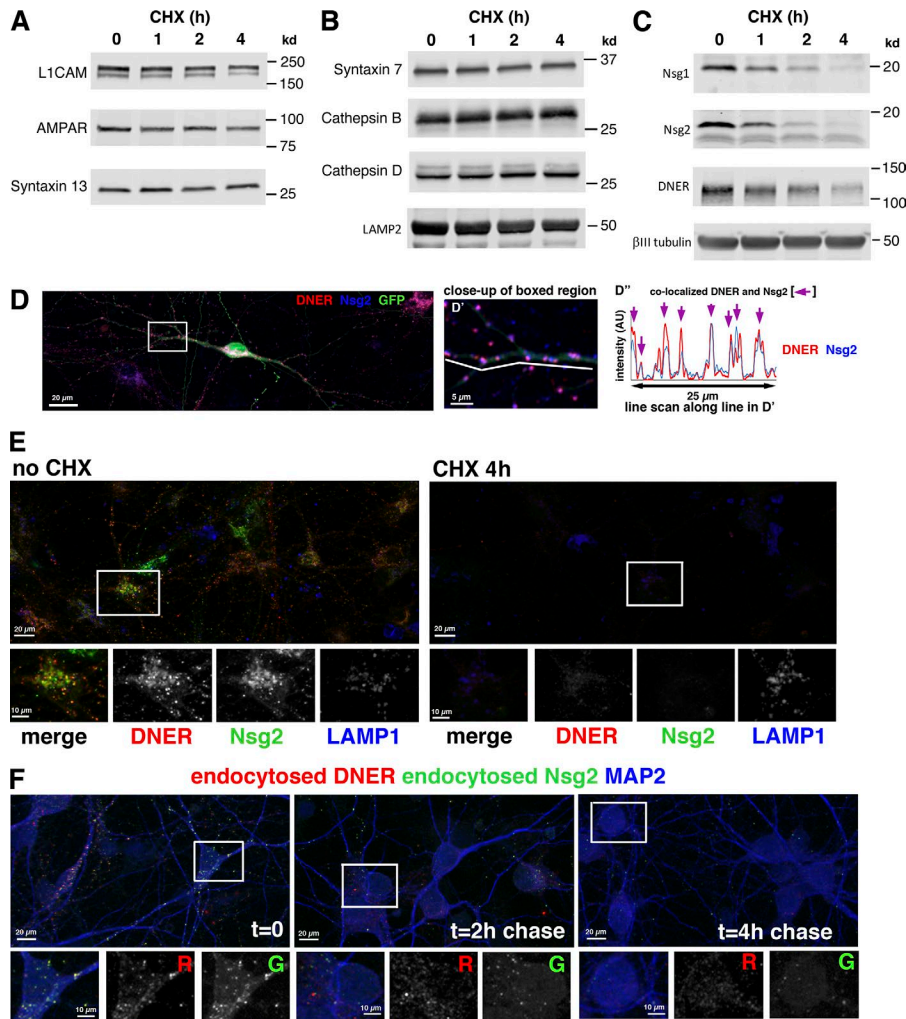 A
CHX (h)
0 1 2 4 kd
L1CAM
250
150
AMPAR
100
75
Syntaxin 13
25
B
CHX (h)
0 1 2 4 kd
37
Syntaxin 7
Cathepsin B
25
Cathepsin D
25
LAMP2
50
C
CHX (h)
0 1 2 4 kd
Nsg1
20
Nsg2
20
DNER
150
100
βIII tubulin
50
D
DNER Nsg2 GFP
20 µm
close-up of boxed region
D'
5 µm
D"
co-localized DNER and Nsg2 [ ]
intensity (AU)
DNER Nsg2
25 µm
line scan along line in D'
E
no CHX
20 µm
CHX 4h
20 µm
10 µm
merge DNER Nsg2 LAMP1
10 µm
merge DNER Nsg2 LAMP1
F
endocytosed DNER endocytosed Nsg2 MAP2
20 µm
t=0
20 µm
t=2h chase
20 µm
t=4h chase
10 µm
R
G
10 µm
R
G
10 µm
R
G